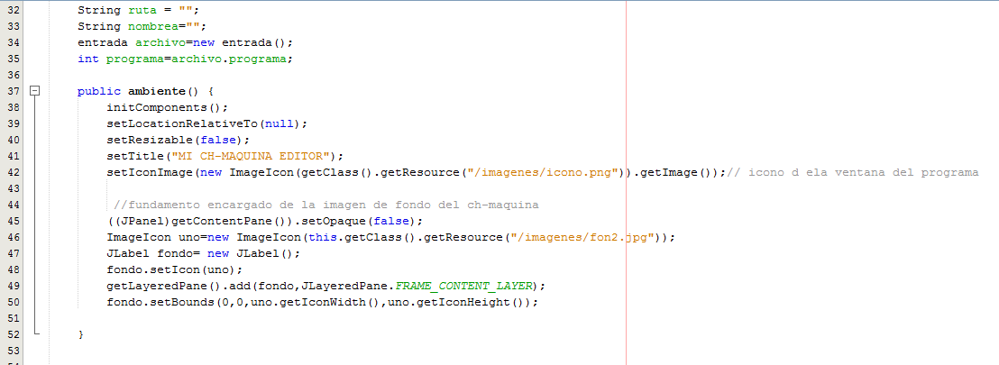 32 String ruta = "";
33 String nombrea="";
34 entrada archivo=new entrada();
35 int programa=archivo.programa;
36
37 public ambiente() {
38 initComponents();
39 setLocationRelativeTo(null);
40 setResizable(false);
41 setTitle("MI CH-MAQUINA EDITOR");
42 setIconImage(new ImageIcon(getClass().getResource("/imagenes/icono.png")).getImage());// icono d ela ventana del programa
43
44 //fundamento encargado de la imagen de fondo del ch-maquina
45 ((JPanel)getContentPane()).setOpaque(false);
46 ImageIcon uno=new ImageIcon(this.getClass().getResource("/imagenes/fon2.jpg"));
47 JLabel fondo= new JLabel();
48 fondo.setIcon(uno);
49 getLayeredPane().add(fondo,JLayeredPane.FRAME_CONTENT_LAYER);
50 fondo.setBounds(0,0,uno.getIconWidth(),uno.getIconHeight());
51
52 }
53